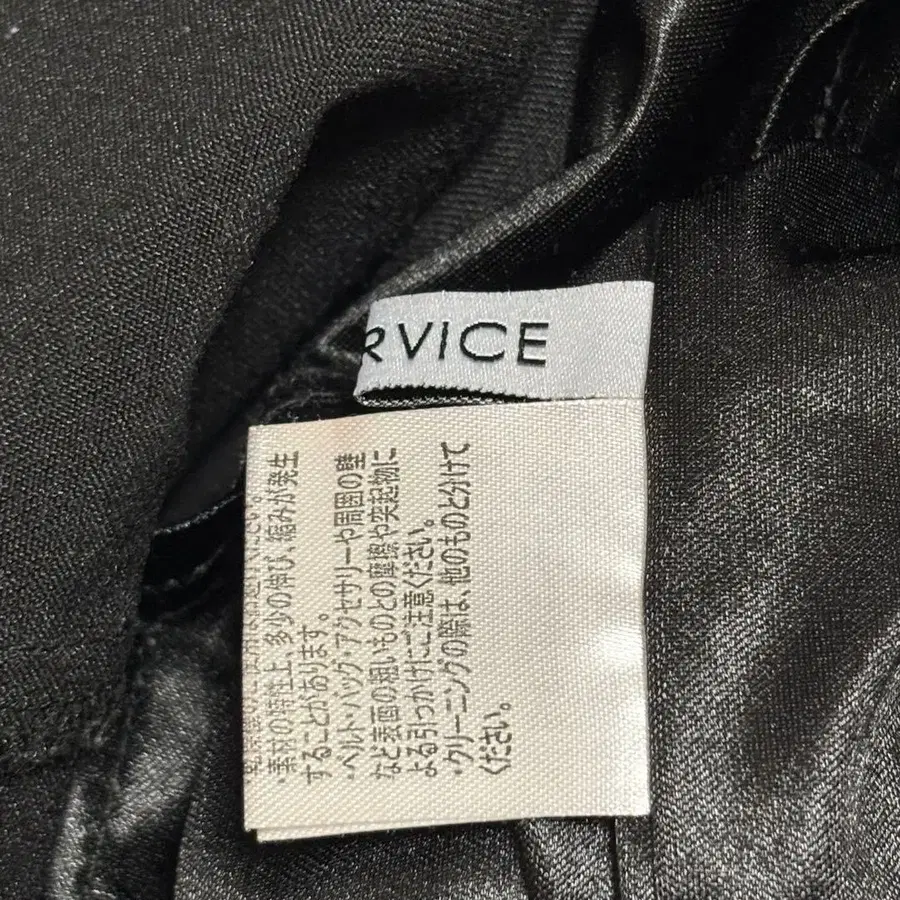 RVICE
・素材の特性上、多少の伸び、縮みが発生
することがあります。
・ベルト・バッグ・アクセサリーや周囲の壁
など表面の粗いものとの摩擦や突起物に
よる引っかけにご注意ください。
・クリーニングの際は、他のものと分けて
ください。